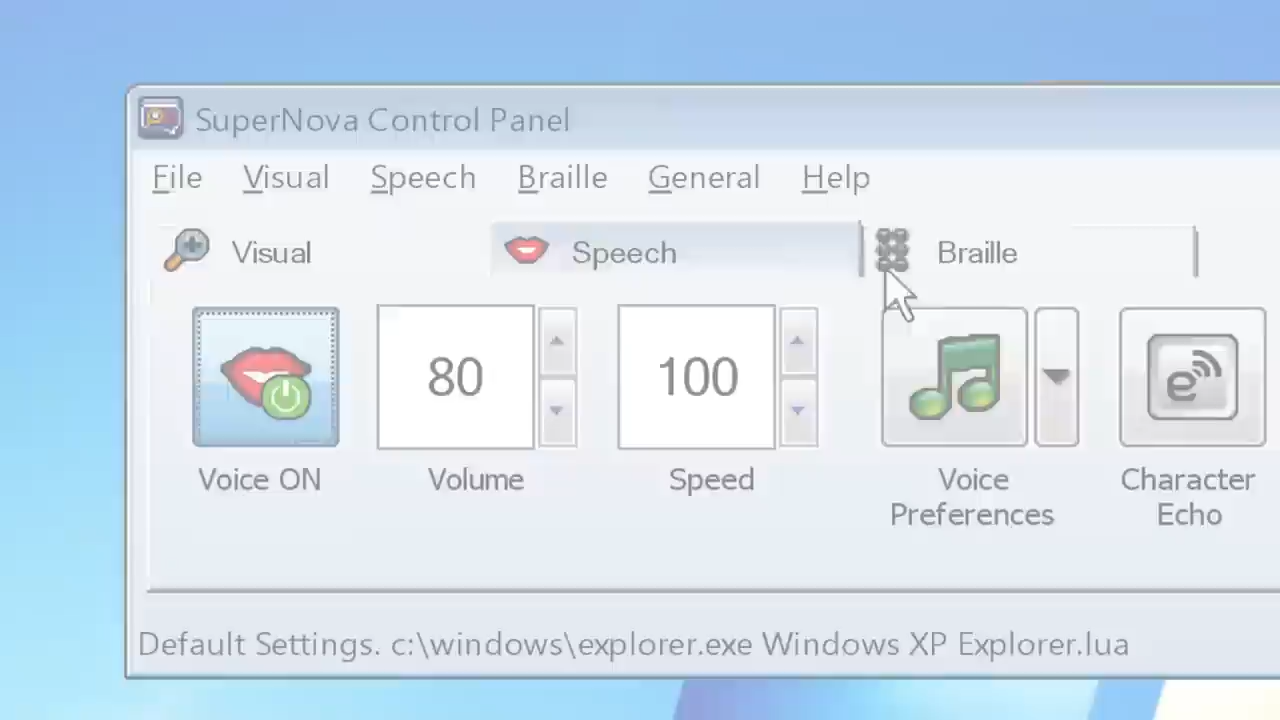 SuperNova Control Panel
File Visual Speech Braille General Help
Visual Speech Braille
80 100 e
Voice ON Volume Speed Voice Preferences Character Echo
Default Settings. c:\windows\explorer.exe Windows XP Explorer.lua